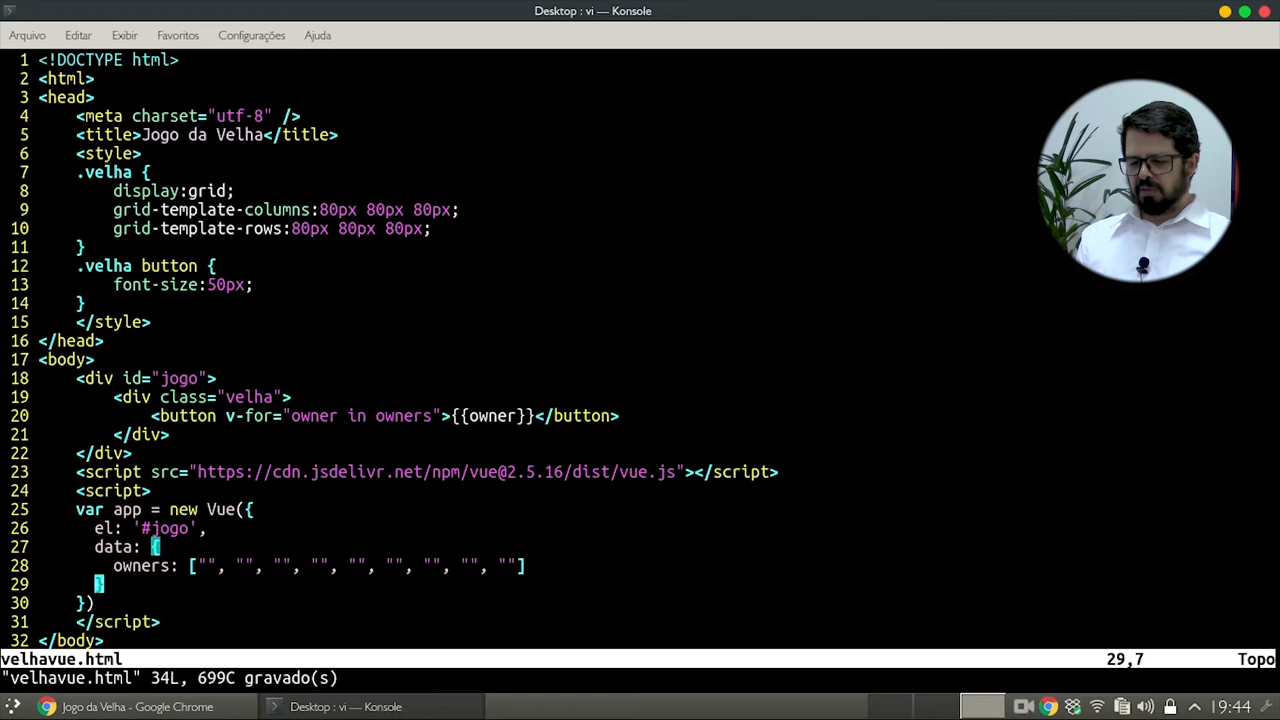 Desktop : vi — Konsole
Arquivo Editar Exibir Favoritos Configurações Ajuda
1 <!DOCTYPE html>
2 <html>
3 <head>
4 <meta charset="utf-8" />
5 <title>Jogo da Velha</title>
6 <style>
7 .velha {
8 display:grid;
9 grid-template-columns:80px 80px 80px;
10 grid-template-rows:80px 80px 80px;
11 }
12 .velha button {
13 font-size:50px;
14 }
15 </style>
16 </head>
17 <body>
18 <div id="jogo">
19 <div class="velha">
20 <button v-for="owner in owners">{{owner}}</button>
21 </div>
22 </div>
23 <script src="https://cdn.jsdelivr.net/npm/vue@2.5.16/dist/vue.js"></script>
24 <script>
25 var app = new Vue({
26 el: '#jogo',
27 data: {
28 owners: ["", "", "", "", "", "", "", "", ""]
29 }
30 })
31 </script>
32 </body>
velhavue.html 29,7 Topo
"velhavue.html" 34L, 699C gravado(s)
Jogo da Velha - Google Chrome Desktop : vi — Konsole 19:44